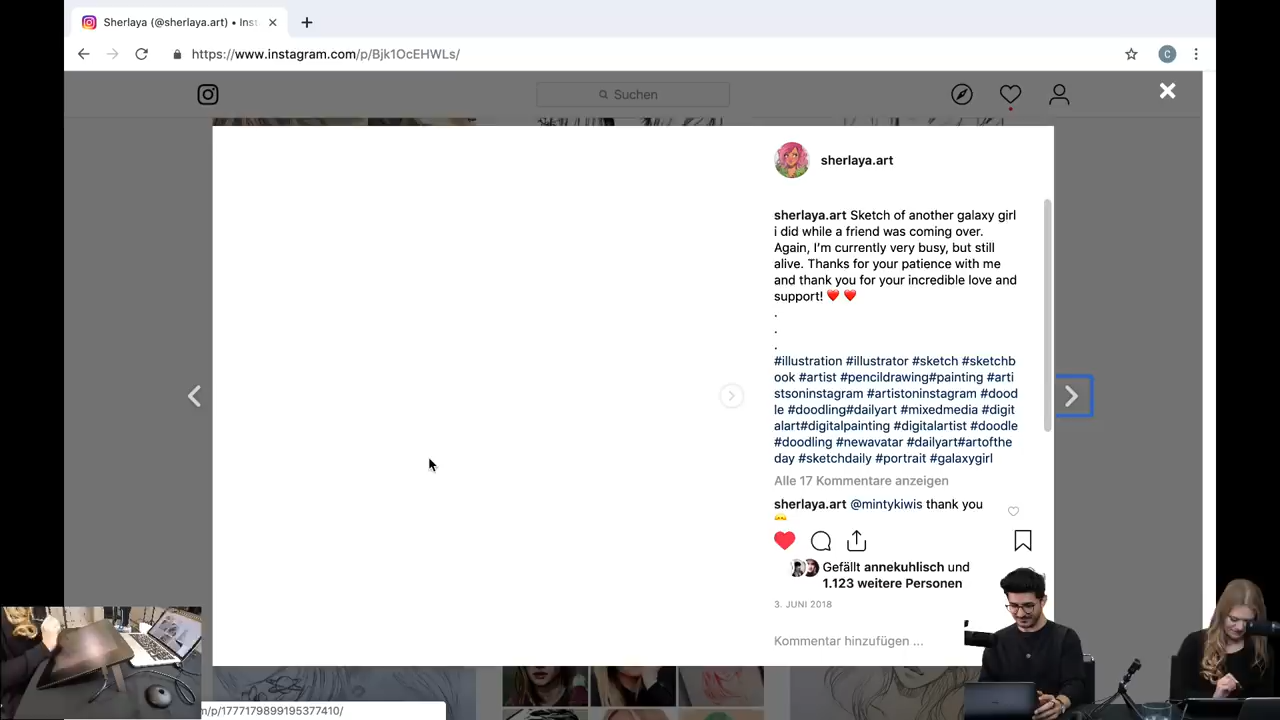 Sherlaya (@sherlaya.art) • Ins
https://www.instagram.com/p/Bjk1OcEHWLs/
Suchen
sherlaya.art
sherlaya.art Sketch of another galaxy girl
i did while a friend was coming over.
Again, I'm currently very busy, but still
alive. Thanks for your patience with me
and thank you for your incredible love and
support! ❤️ ❤️
.
.
.
#illustration #illustrator #sketch #sketchb
ook #artist #pencildrawing#painting #arti
stsoninstagram #artistoninstagram #dood
le #doodling#dailyart #mixedmedia #digit
alart#digitalpainting #digitalartist #doodle
#doodling #newavatar #dailyart#artofthe
day #sketchdaily #portrait #galaxygirl
Alle 17 Kommentare anzeigen
sherlaya.art @mintykiwis thank you
Gefällt annekuhlisch und
1.123 weitere Personen
3. JUNI 2018
Kommentar hinzufügen ...
m/p/1777179899195377410/
C